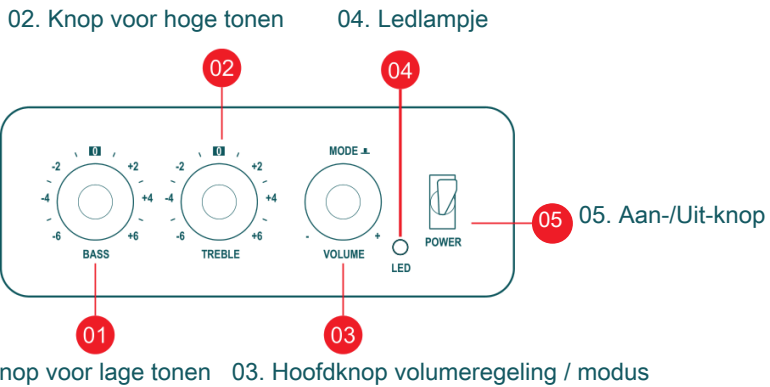 02. Knop voor hoge tonen 04. Ledlampje
02 04
0 0 MODE
-2 +2 -2 +2
-4 +4 -4 +4
-6 +6 -6 +6 - +
BASS TREBLE VOLUME LED POWER
05 05. Aan-/Uit-knop
01 03
nop voor lage tonen 03. Hoofdknop volumeregeling / modus